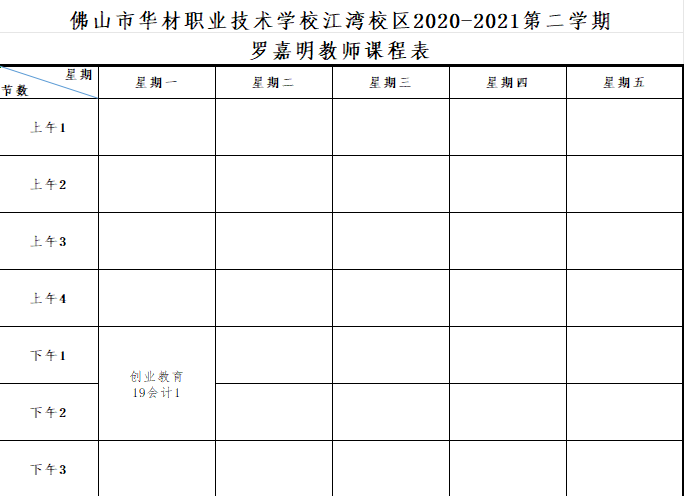 佛山市华材职业技术学校江湾校区2020-2021第二学期
罗嘉明教师课程表
星期
节数
星期一 星期二 星期三 星期四 星期五
上午1
上午2
上午3
上午4
下午1
创业教育
19会计1
下午2
下午3